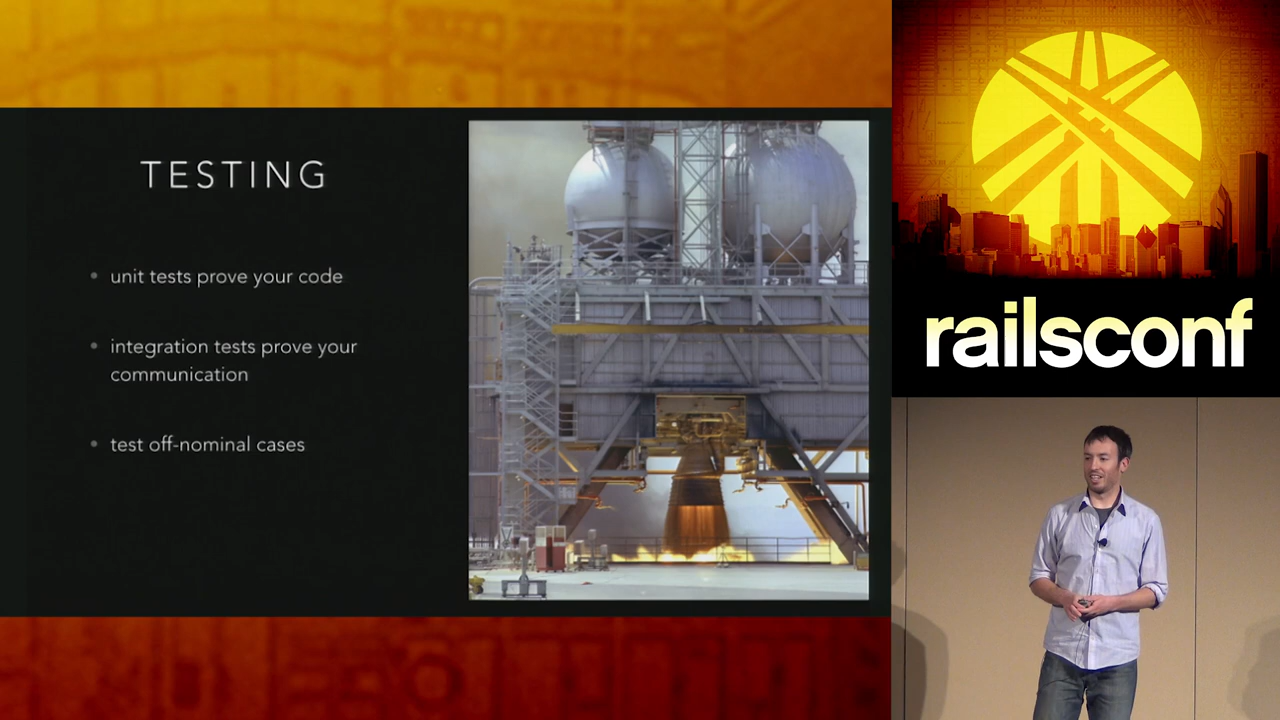 TESTING
unit tests prove your code
integration tests prove your
communication
test off-nominal cases
railsconf